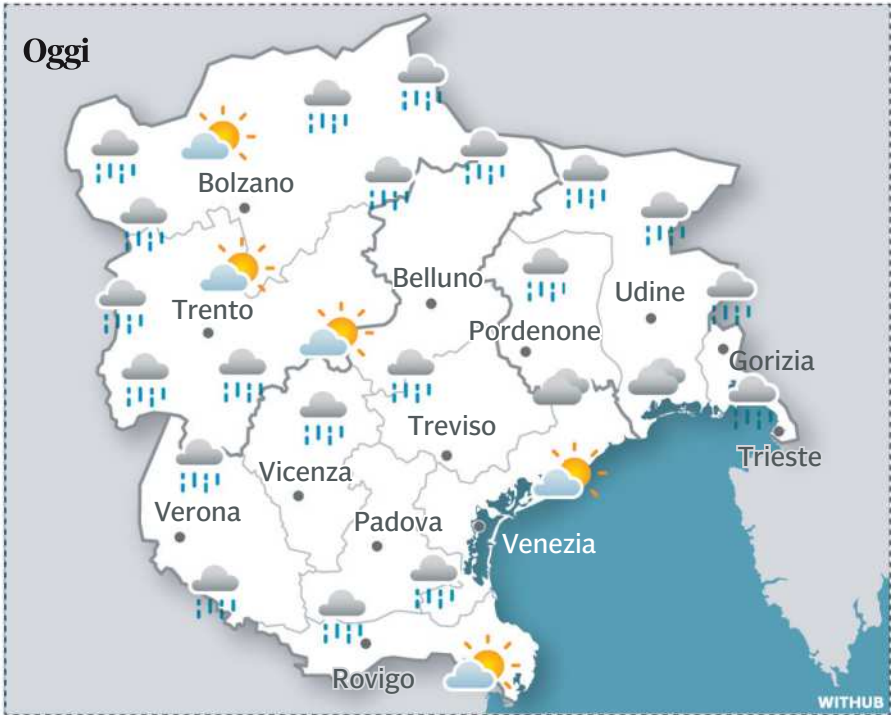 Oggi
Bolzano
Belluno
Trento
Udine
Pordenone
Gorizia
Treviso
Trieste
Vicenza
Verona
Padova
Venezia
Rovigo
WITHUB